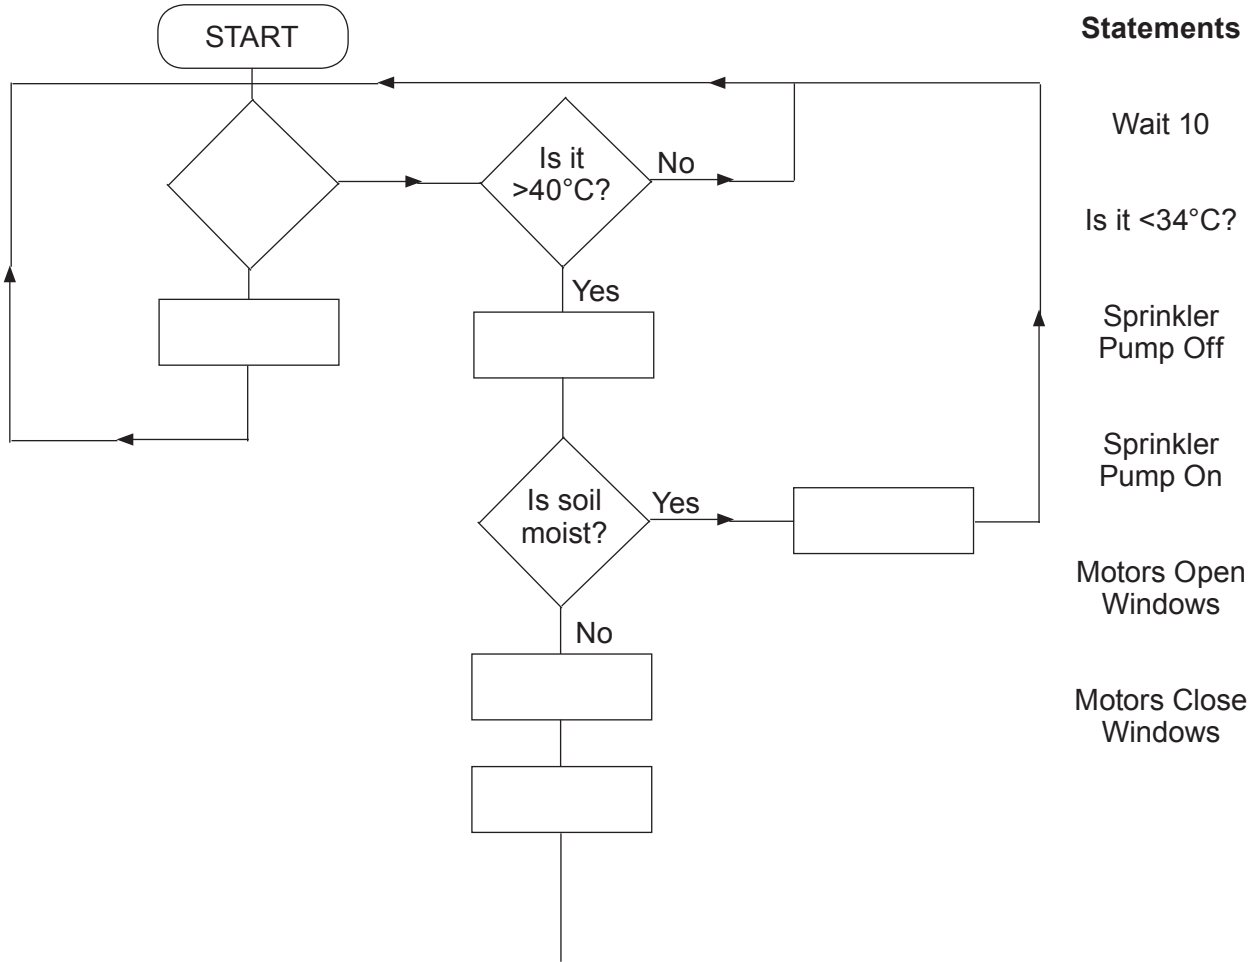 START
Is it
>40°C?
No
Yes
Is soil
moist?
Yes
No
Statements
Wait 10
Is it <34°C?
Sprinkler
Pump Off
Sprinkler
Pump On
Motors Open
Windows
Motors Close
Windows